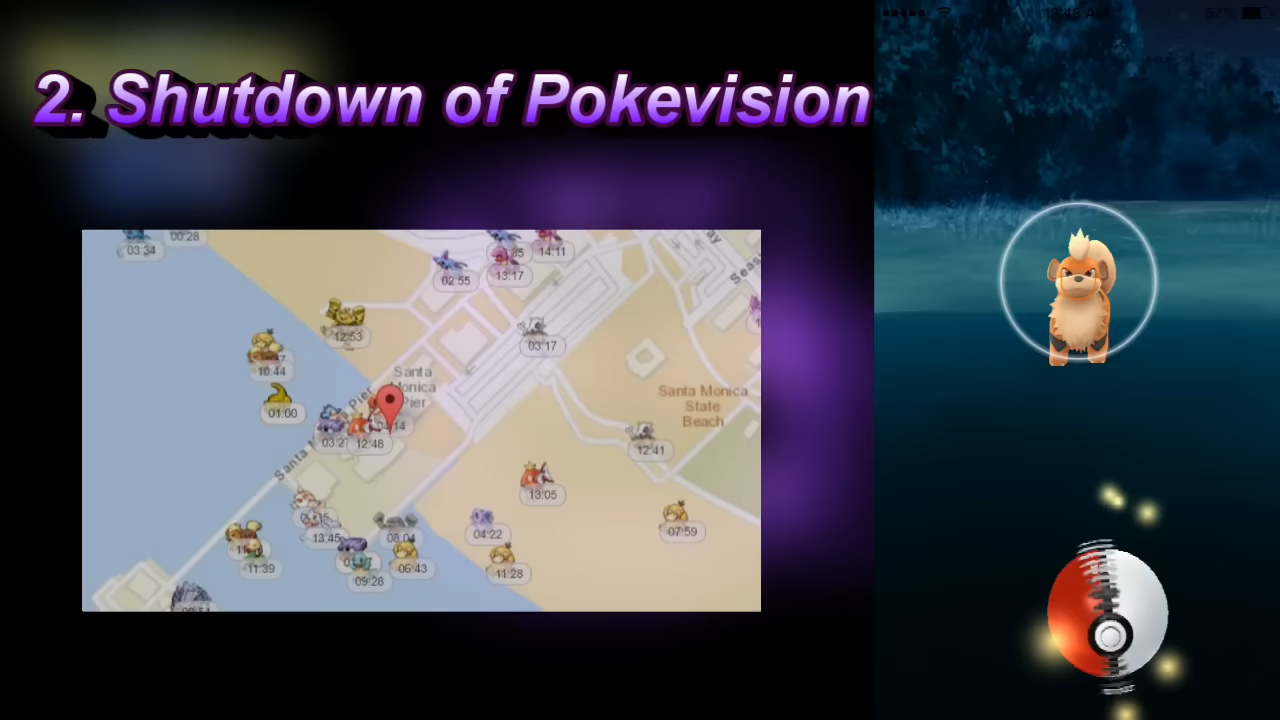 2. Shutdown of Pokevision
03:34
00:28
14:11
13:17
02:55
12:53
03:17
10:44
01:00
Santa
Monica
Pier
Santa Monica
State
Beach
12:48
12:41
13:05
07:59
04:22
13:45
08:04
06:43
11:28
11:39
09:28